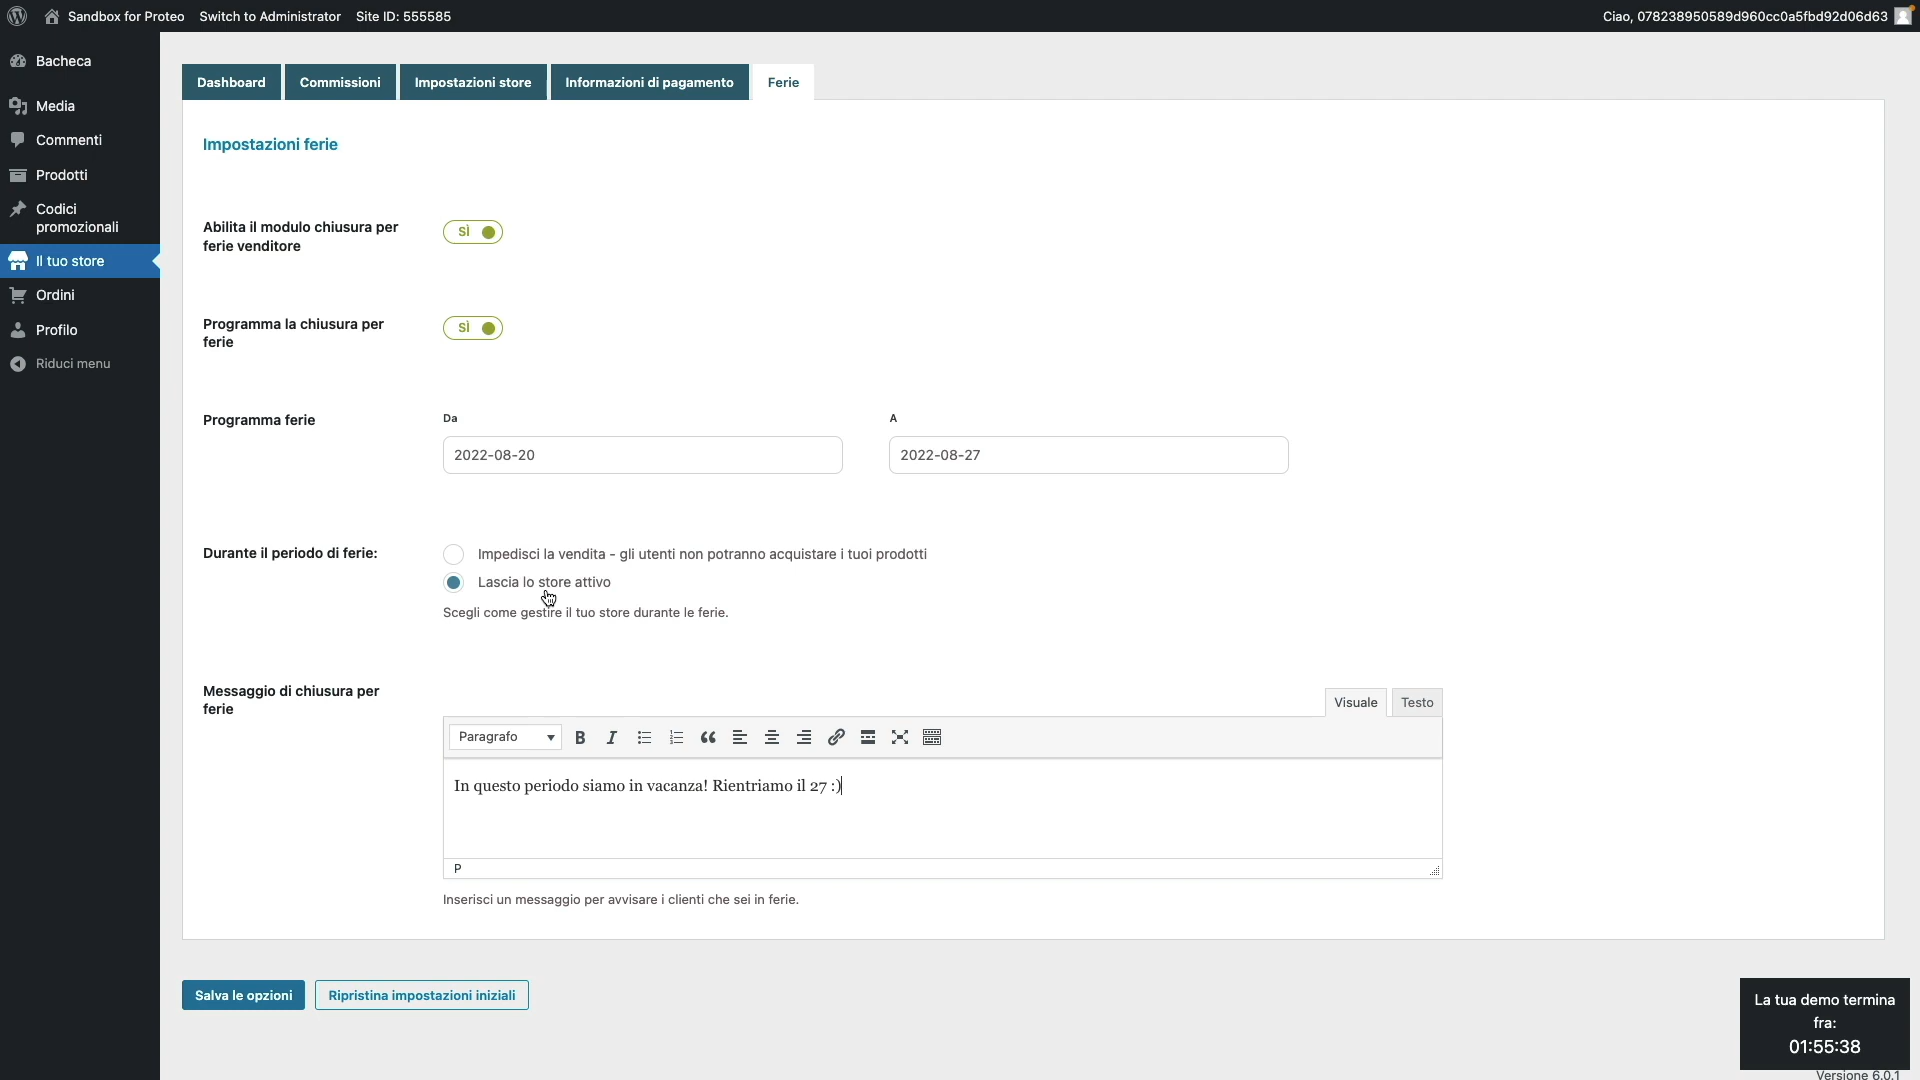 Sandbox for Proteo Switch to Administrator Site ID: 555585 Ciao, 078238950589d960cc0a5fbd92d06d63
Bacheca
Media
Commenti
Prodotti
Codici
promozionali
Il tuo store
Ordini
Profilo
Riduci menu
Dashboard Commissioni Impostazioni store Informazioni di pagamento Ferie
Impostazioni ferie
Abilita il modulo chiusura per
ferie venditore
SÌ
Programma la chiusura per
ferie
SÌ
Programma ferie
Da A
2022-08-20 2022-08-27
Durante il periodo di ferie:
Impedisci la vendita - gli utenti non potranno acquistare i tuoi prodotti
Lascia lo store attivo
Scegli come gestire il tuo store durante le ferie.
Messaggio di chiusura per
ferie
Visuale Testo
Paragrafo
In questo periodo siamo in vacanza! Rientriamo il 27 :)
P
Inserisci un messaggio per avvisare i clienti che sei in ferie.
Salva le opzioni Ripristina impostazioni iniziali
La tua demo termina
fra:
01:55:38
Versione 6.0.1